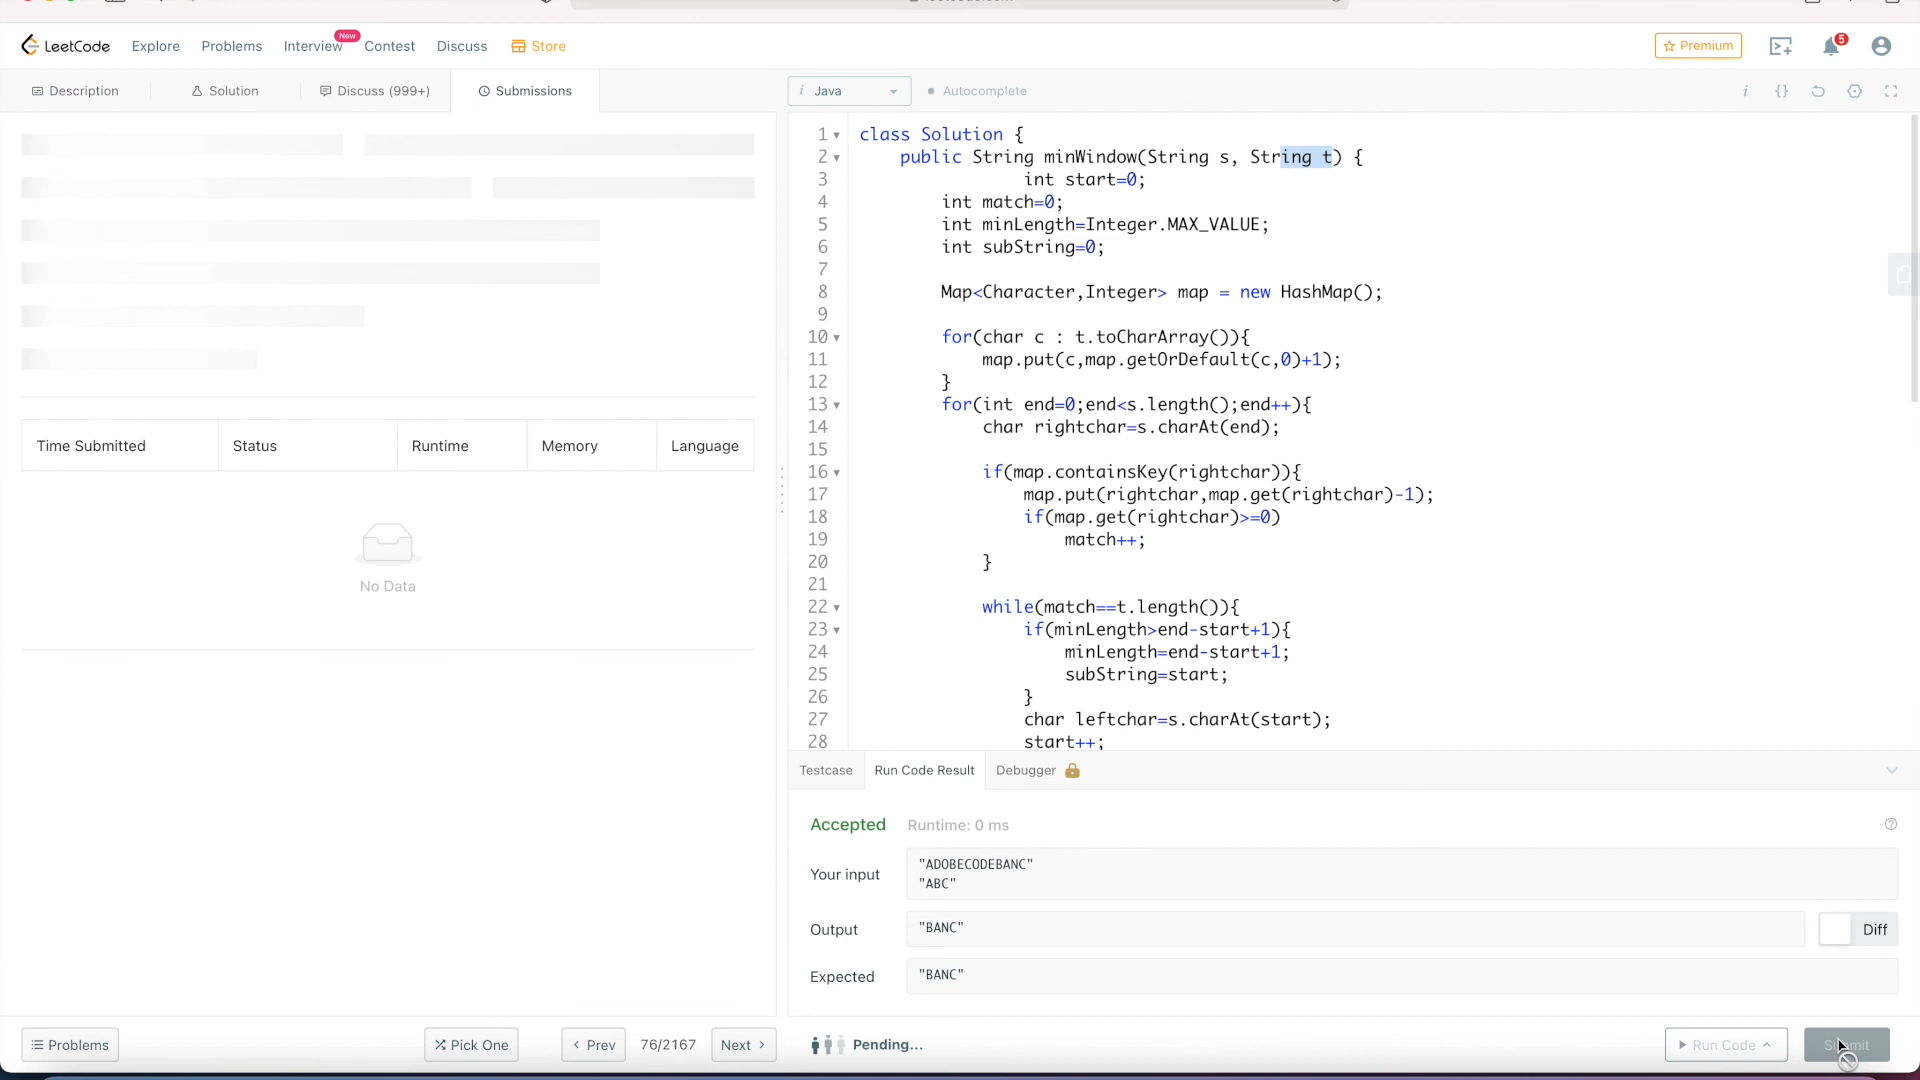 LeetCode Explore Problems Interview New Contest Discuss Store Premium 5
Description Solution Discuss (999+) Submissions
i Java Autocomplete i {}
Time Submitted Status Runtime Memory Language
No Data
1 class Solution {
2 public String minWindow(String s, String t) {
3 int start=0;
4 int match=0;
5 int minLength=Integer.MAX_VALUE;
6 int subString=0;
7
8 Map<Character,Integer> map = new HashMap();
9
10 for(char c : t.toCharArray()){
11 map.put(c,map.getOrDefault(c,0)+1);
12 }
13 for(int end=0;end<s.length();end++){
14 char rightchar=s.charAt(end);
15
16 if(map.containsKey(rightchar)){
17 map.put(rightchar,map.get(rightchar)-1);
18 if(map.get(rightchar)>=0)
19 match++;
20 }
21
22 while(match==t.length()){
23 if(minLength>end-start+1){
24 minLength=end-start+1;
25 subString=start;
26 }
27 char leftchar=s.charAt(start);
28 start++;
Testcase Run Code Result Debugger
Accepted Runtime: 0 ms
Your input
"ADOBECODEBANC"
"ABC"
Output "BANC" Diff
Expected "BANC"
Problems Pick One < Prev 76/2167 Next > Pending... Run Code Submit